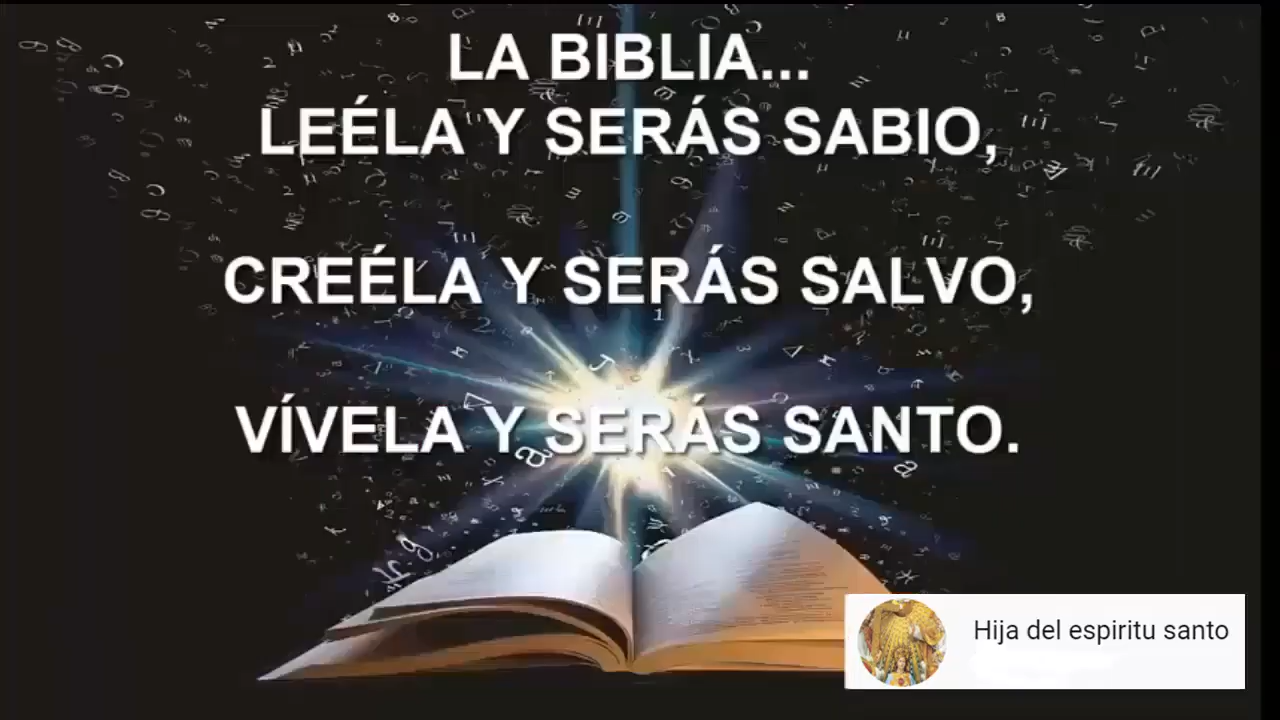 LA BIBLIA...
LEÉLA Y SERÁS SABIO,
CREÉLA Y SERÁS SALVO,
VÍVELA Y SERÁS SANTO.
Hija del espiritu santo